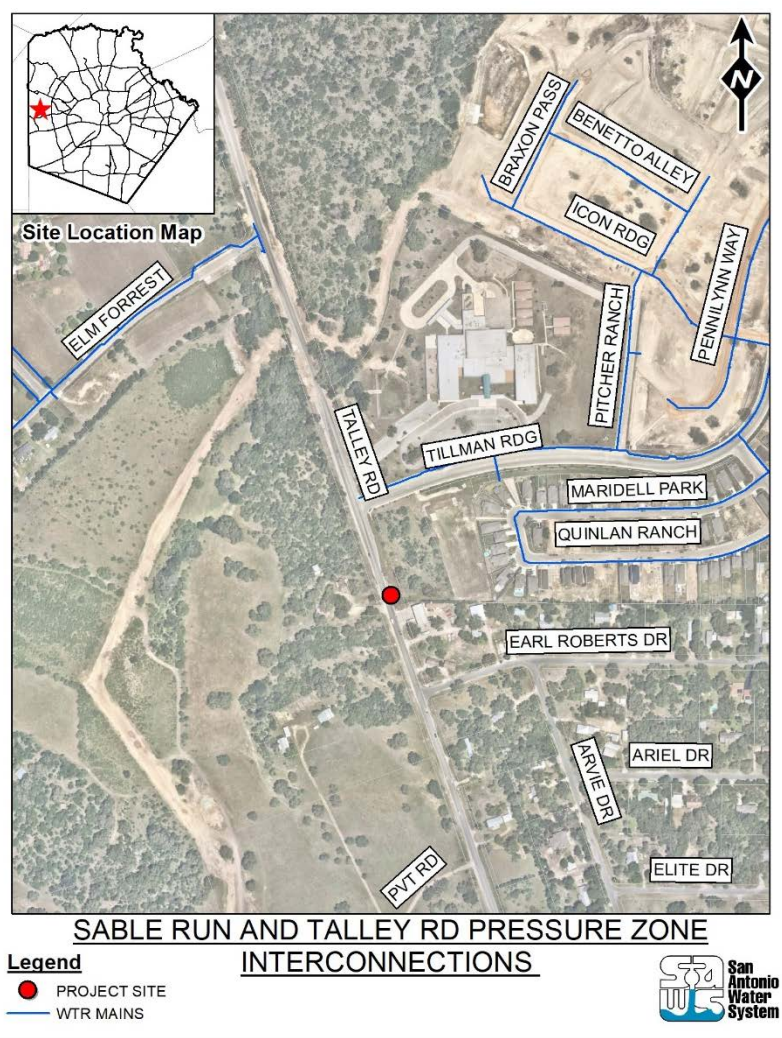 N
Site Location Map
BRAXON PASS
BENETTO ALLEY
ICON RDG
PENNILYNN WAY
ELM FORREST
PITCHER RANCH
TALLEY RD
TILLMAN RDG
MARIDELL PARK
QUINLAN RANCH
EARL ROBERTS DR
ARVIE DR
ARIEL DR
PVT RD
ELITE DR
SABLE RUN AND TALLEY RD PRESSURE ZONE
INTERCONNECTIONS
Legend
PROJECT SITE
WTR MAINS
SAWS
San
Antonio
Water
System